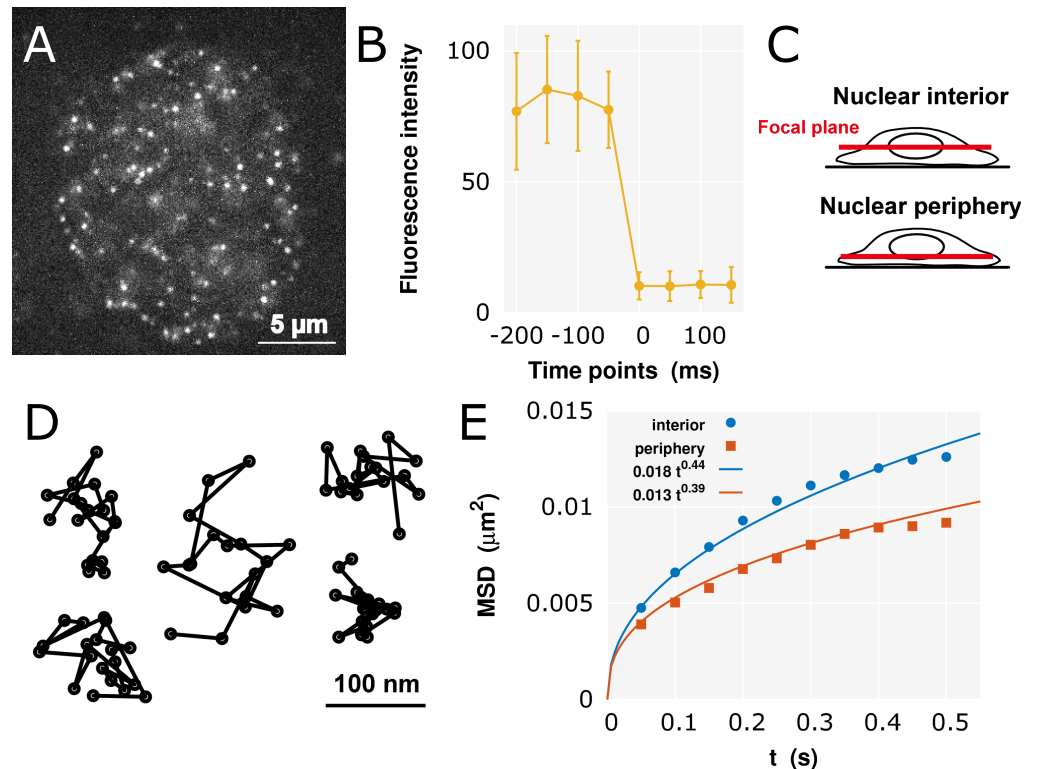 A
5 µm
B
Fluorescence intensity
100
50
0
-200 -100 0 100
Time points (ms)
C
Nuclear interior
Focal plane
Nuclear periphery
D
100 nm
E
MSD (µm²)
0.015
0.01
0.005
0
interior
periphery
0.018 t^0.44
0.013 t^0.39
0 0.1 0.2 0.3 0.4 0.5
t (s)